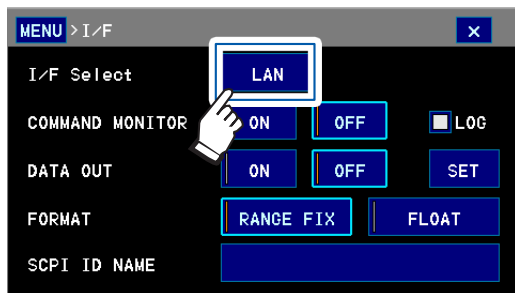 MENU >I/F ×
I/F Select LAN
COMMAND MONITOR ON OFF LOG
DATA OUT ON OFF SET
FORMAT RANGE FIX FLOAT
SCPI ID NAME